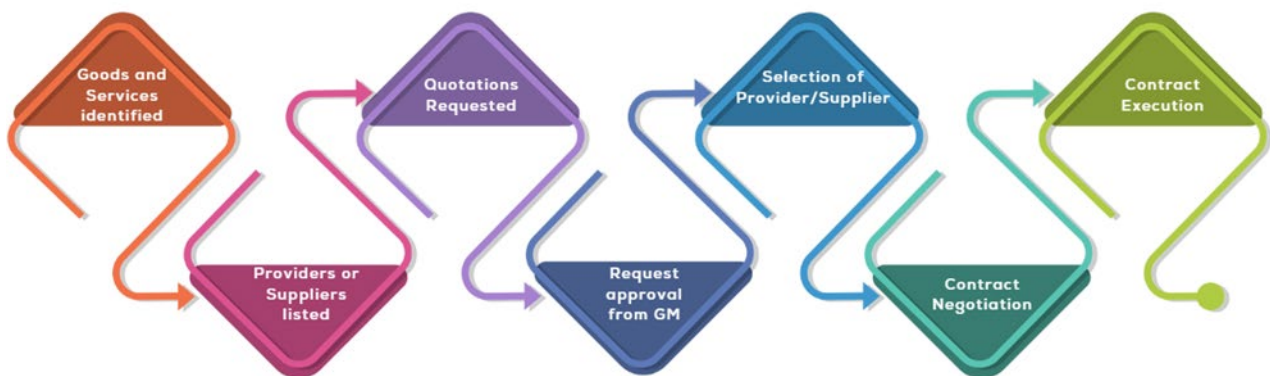 Goods and
Services
identified
Providers or
Suppliers
listed
Quotations
Requested
Request
approval
from GM
Selection of
Provider/Supplier
Contract
Negotiation
Contract
Execution